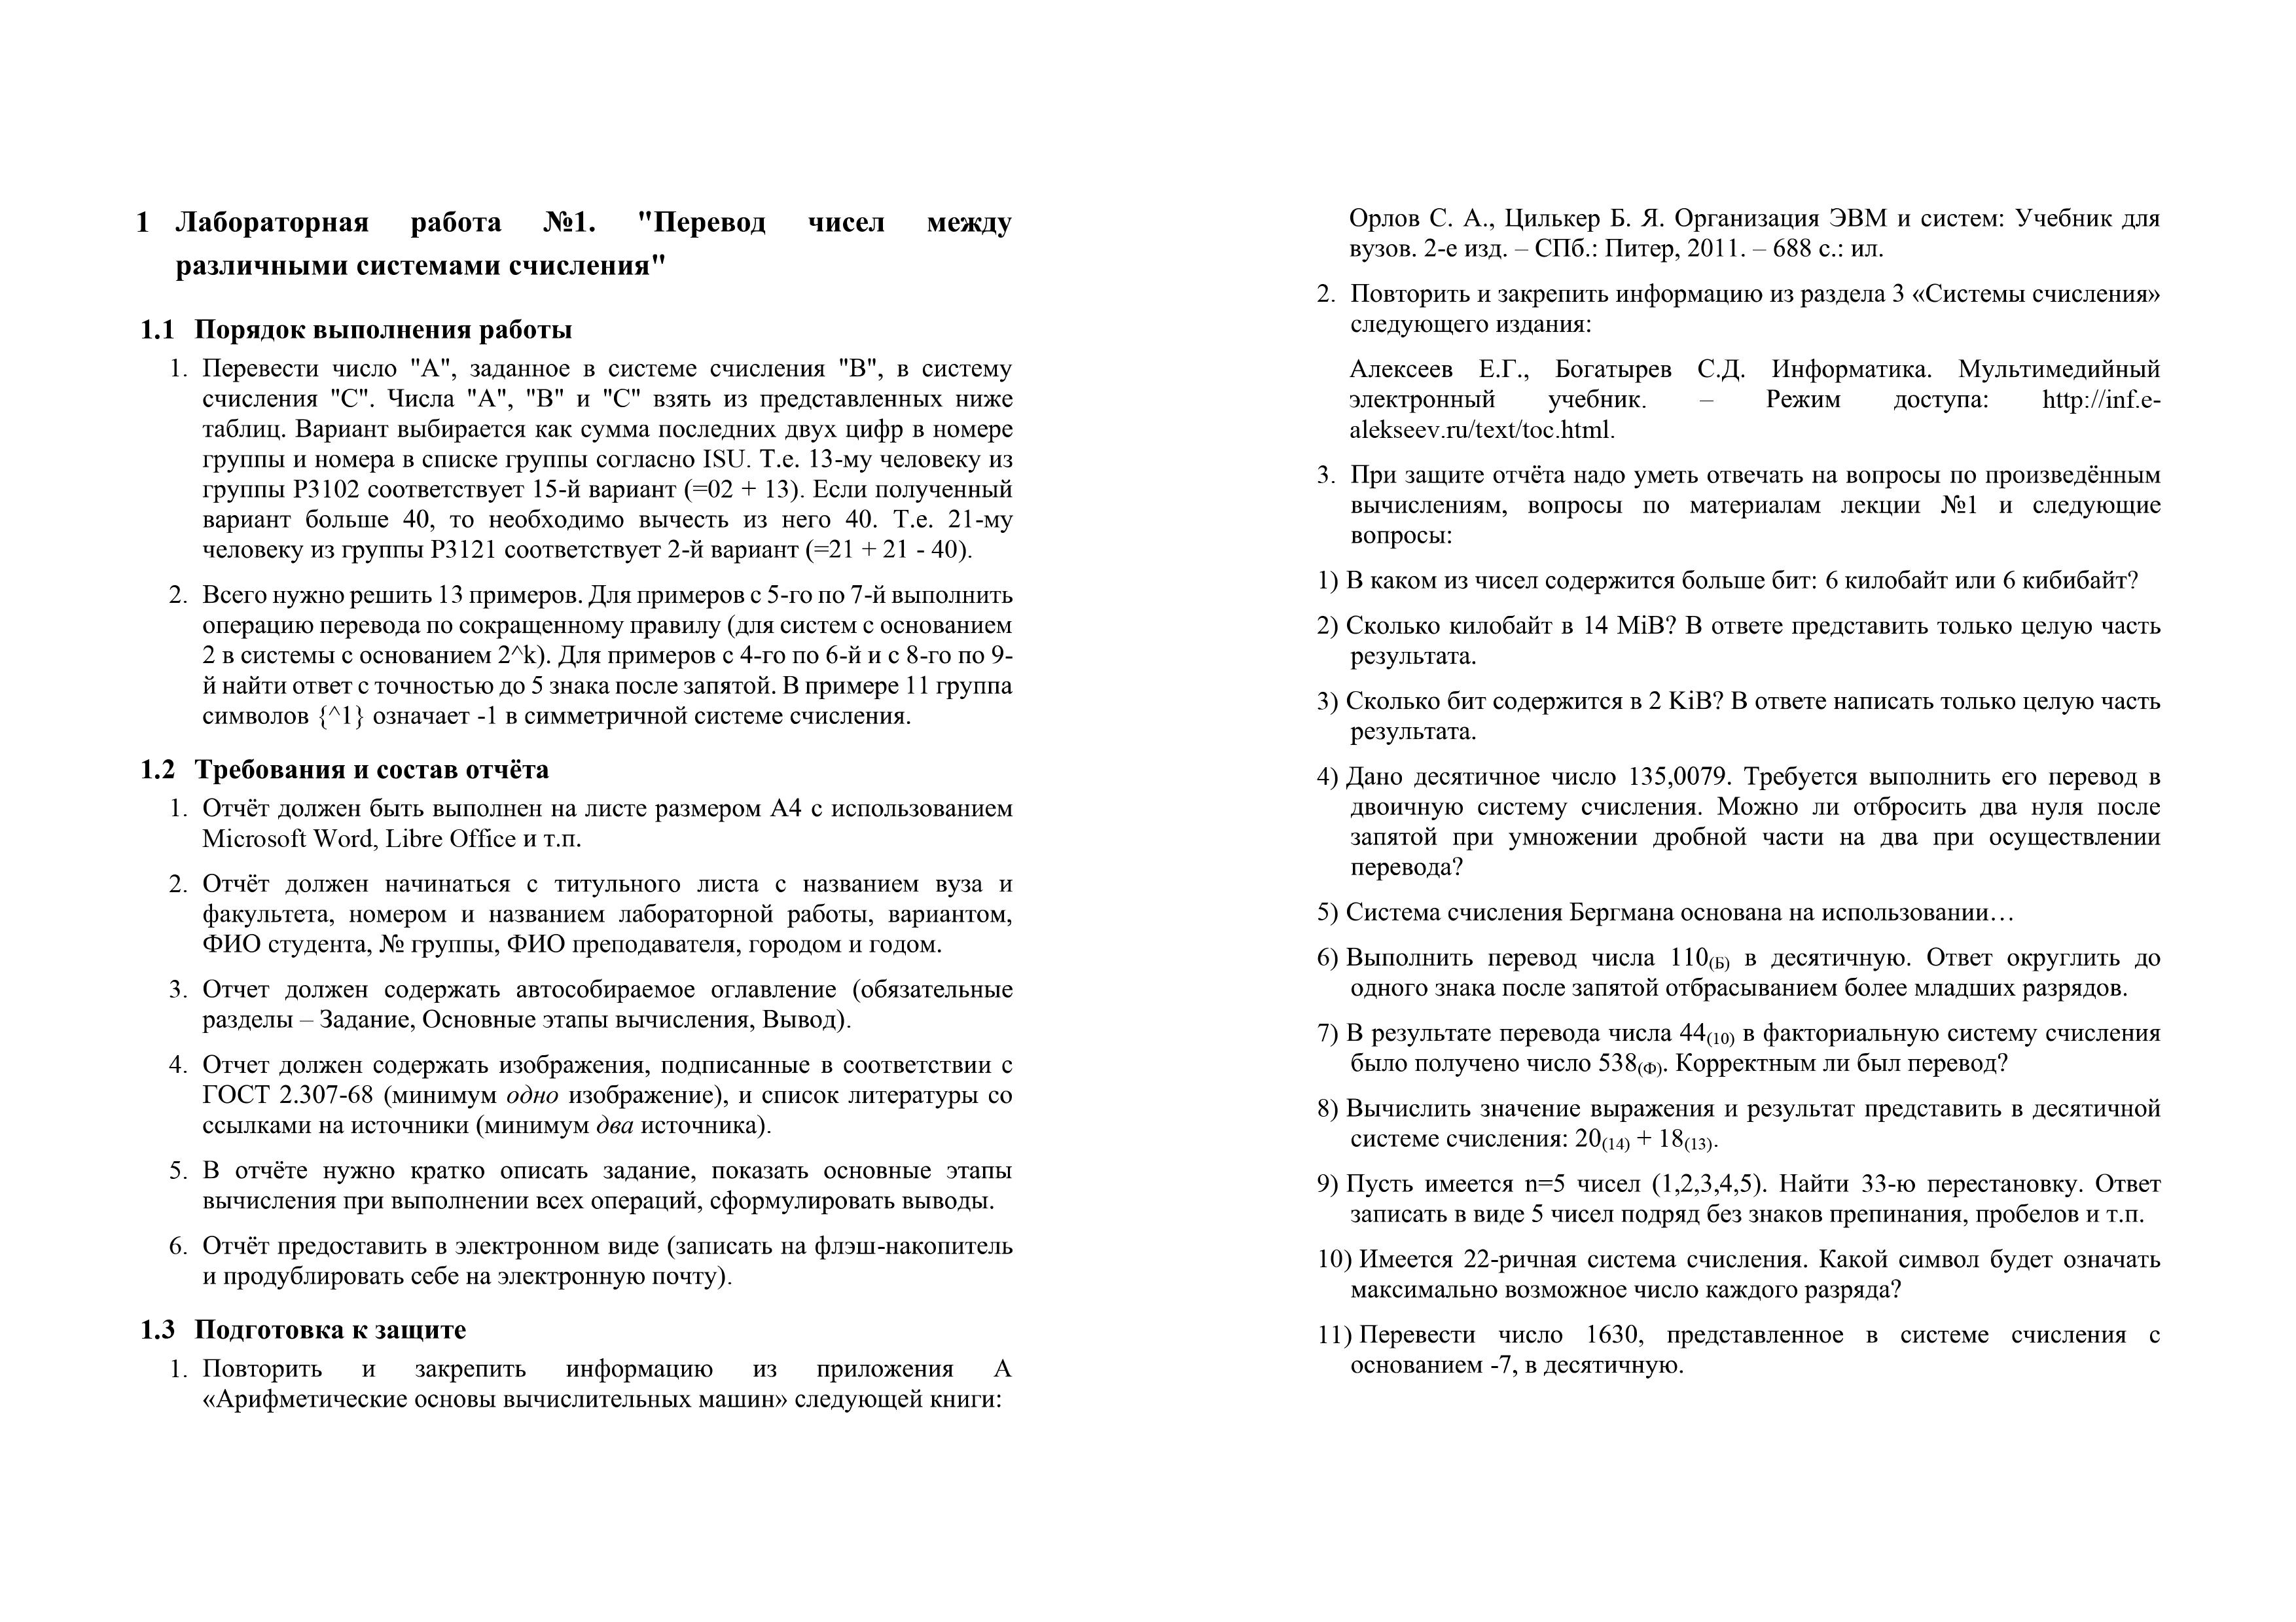 1 Лабораторная работа №1. "Перевод чисел между
различными системами счисления"
1.1 Порядок выполнения работы
1. Перевести число "А", заданное в системе счисления "В", в систему
счисления "С". Числа "А", "В" и "С" взять из представленных ниже
таблиц. Вариант выбирается как сумма последних двух цифр в номере
группы и номера в списке группы согласно ISU. Т.е. 13-му человеку из
группы P3102 соответствует 15-й вариант (=02 + 13). Если полученный
вариант больше 40, то необходимо вычесть из него 40. Т.е. 21-му
человеку из группы P3121 соответствует 2-й вариант (=21 + 21 - 40).
2. Всего нужно решить 13 примеров. Для примеров с 5-го по 7-й выполнить
операцию перевода по сокращенному правилу (для систем с основанием
2 в системы с основанием 2^k). Для примеров с 4-го по 6-й и с 8-го по 9-
й найти ответ с точностью до 5 знака после запятой. В примере 11 группа
символов {^1} означает -1 в симметричной системе счисления.
1.2 Требования и состав отчёта
1. Отчёт должен быть выполнен на листе размером А4 с использованием
Microsoft Word, Libre Office и т.п.
2. Отчёт должен начинаться с титульного листа с названием вуза и
факультета, номером и названием лабораторной работы, вариантом,
ФИО студента, № группы, ФИО преподавателя, городом и годом.
3. Отчет должен содержать автособираемое оглавление (обязательные
разделы – Задание, Основные этапы вычисления, Вывод).
4. Отчет должен содержать изображения, подписанные в соответствии с
ГОСТ 2.307-68 (минимум одно изображение), и список литературы со
ссылками на источники (минимум два источника).
5. В отчёте нужно кратко описать задание, показать основные этапы
вычисления при выполнении всех операций, сформулировать выводы.
6. Отчёт предоставить в электронном виде (записать на флэш-накопитель
и продублировать себе на электронную почту).
1.3 Подготовка к защите
1. Повторить и закрепить информацию из приложения А
«Арифметические основы вычислительных машин» следующей книги:
Орлов С. А., Цилькер Б. Я. Организация ЭВМ и систем: Учебник для
вузов. 2-е изд. – СПб.: Питер, 2011. – 688 с.: ил.
2. Повторить и закрепить информацию из раздела 3 «Системы счисления»
следующего издания:
Алексеев Е.Г., Богатырев С.Д. Информатика. Мультимедийный
электронный учебник. – Режим доступа: http://inf.e-
alekseev.ru/text/toc.html.
3. При защите отчёта надо уметь отвечать на вопросы по произведённым
вычислениям, вопросы по материалам лекции №1 и следующие
вопросы:
1) В каком из чисел содержится больше бит: 6 килобайт или 6 кибибайт?
2) Сколько килобайт в 14 MiB? В ответе представить только целую часть
результата.
3) Сколько бит содержится в 2 KiB? В ответе написать только целую часть
результата.
4) Дано десятичное число 135,0079. Требуется выполнить его перевод в
двоичную систему счисления. Можно ли отбросить два нуля после
запятой при умножении дробной части на два при осуществлении
перевода?
5) Система счисления Бергмана основана на использовании…
6) Выполнить перевод числа 110(Б) в десятичную. Ответ округлить до
одного знака после запятой отбрасыванием более младших разрядов.
7) В результате перевода числа 44(10) в факториальную систему счисления
было получено число 538(Ф). Корректным ли был перевод?
8) Вычислить значение выражения и результат представить в десятичной
системе счисления: 20(14) + 18(13).
9) Пусть имеется n=5 чисел (1,2,3,4,5). Найти 33-ю перестановку. Ответ
записать в виде 5 чисел подряд без знаков препинания, пробелов и т.п.
10) Имеется 22-ричная система счисления. Какой символ будет означать
максимально возможное число каждого разряда?
11) Перевести число 1630, представленное в системе счисления с
основанием -7, в десятичную.